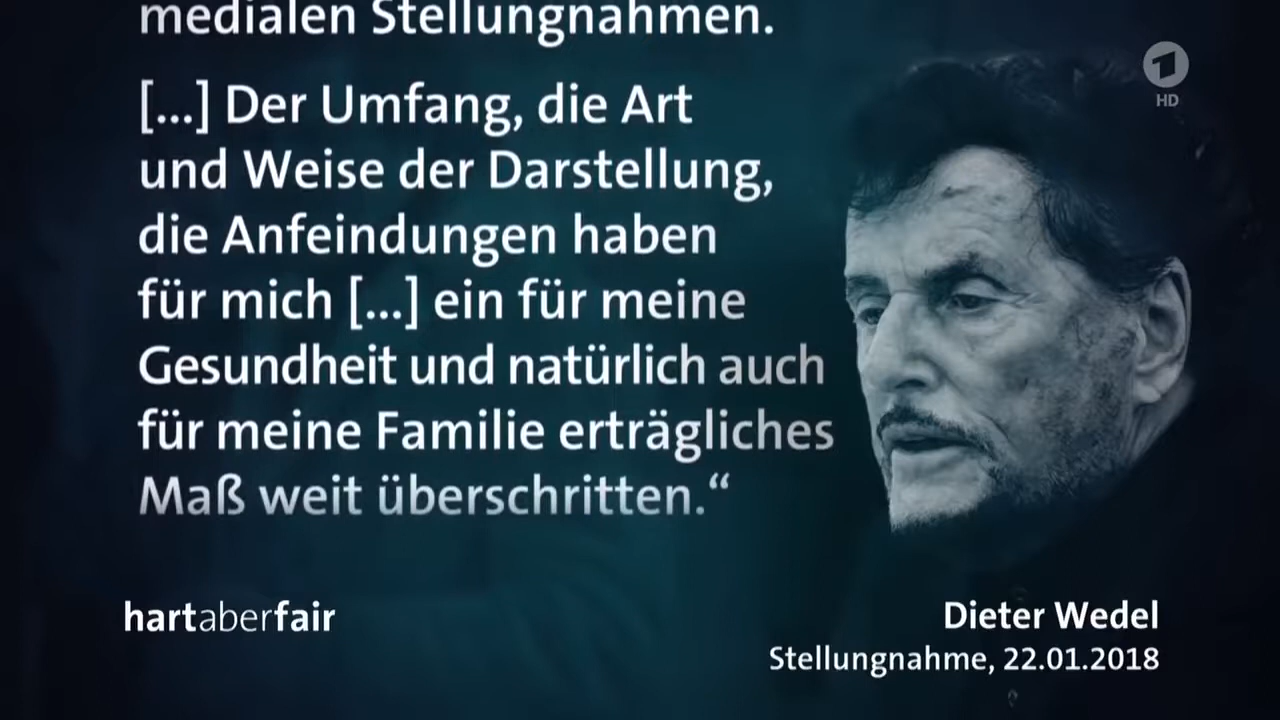 medialen Stellungnahmen.
[...] Der Umfang, die Art
und Weise der Darstellung,
die Anfeindungen haben
für mich [...] ein für meine
Gesundheit und natürlich auch
für meine Familie erträgliches
Maß weit überschritten.“
1
HD
hartaberfair
Dieter Wedel
Stellungnahme, 22.01.2018